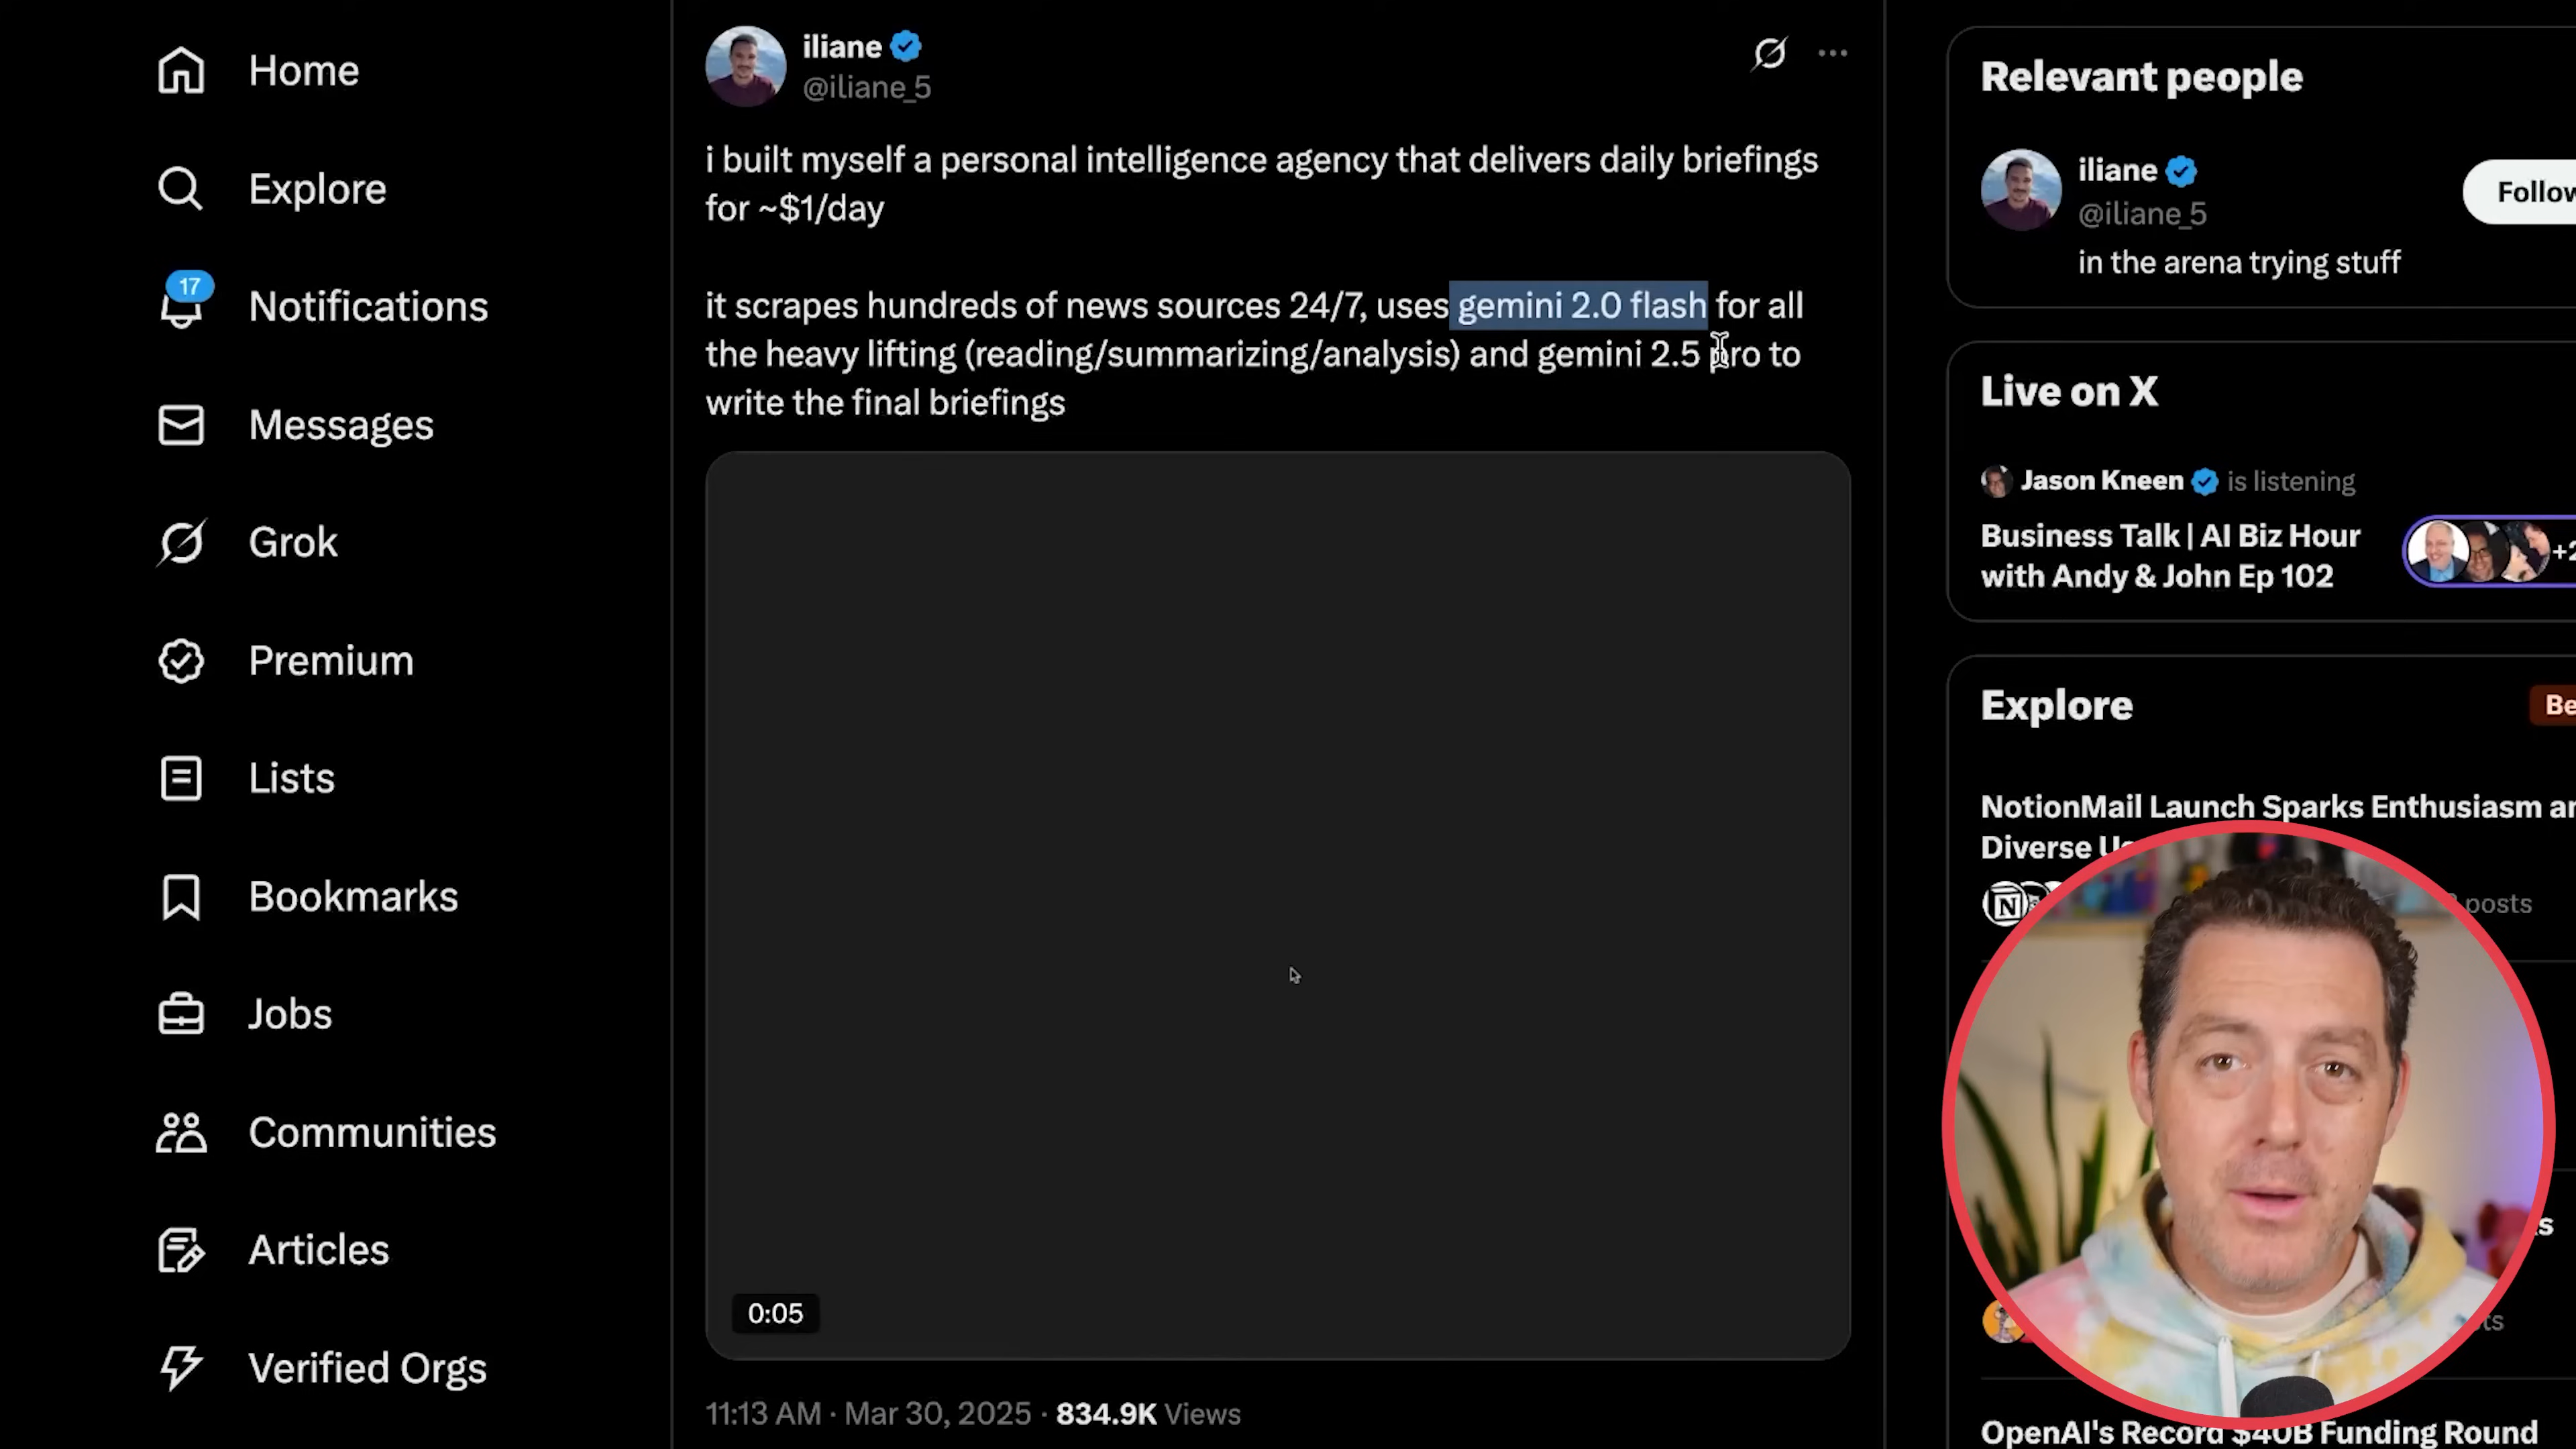 Home
Explore
17
Notifications
Messages
Grok
Premium
Lists
Bookmarks
Jobs
Communities
Articles
Verified Orgs
iliane
@iliane_5
i built myself a personal intelligence agency that delivers daily briefings
for ~$1/day
it scrapes hundreds of news sources 24/7, uses gemini 2.0 flash for all
the heavy lifting (reading/summarizing/analysis) and gemini 2.5 pro to
write the final briefings
0:05
11:13 AM · Mar 30, 2025 · 834.9K Views
Relevant people
iliane
@iliane_5
in the arena trying stuff
Live on X
Jason Kneen is listening
Business Talk | AI Biz Hour
with Andy & John Ep 102
Explore
NotionMail Launch Sparks Enthusiasm
Diverse
posts
OpenAI's Record $40B Funding Round